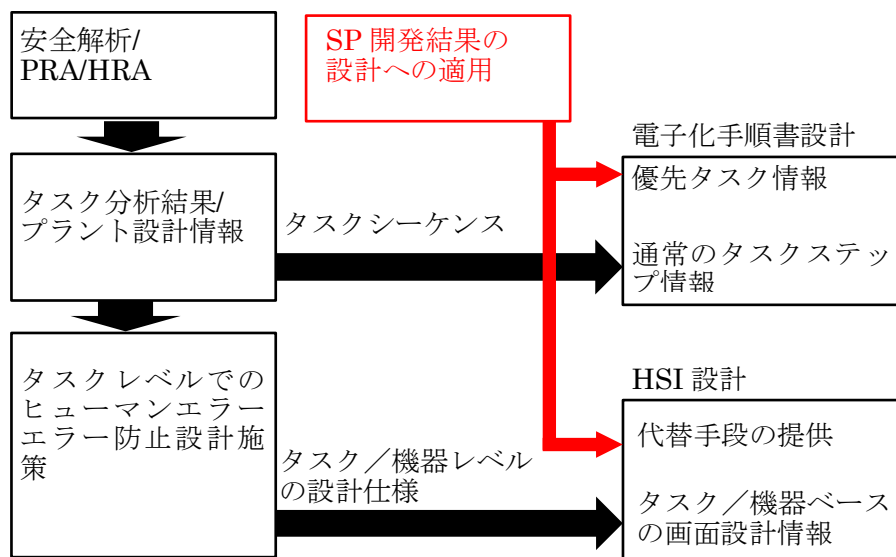 安全解析/
PRA/HRA
SP 開発結果の
設計への適用
電子化手順書設計
優先タスク情報
タスク分析結果/
プラント設計情報
タスクシーケンス
通常のタスクステッ
プ情報
タスクレベルでの
ヒューマンエラー
エラー防止設計施
策
HSI 設計
代替手段の提供
タスク／機器レベル
の設計仕様
タスク／機器ベース
の画面設計情報